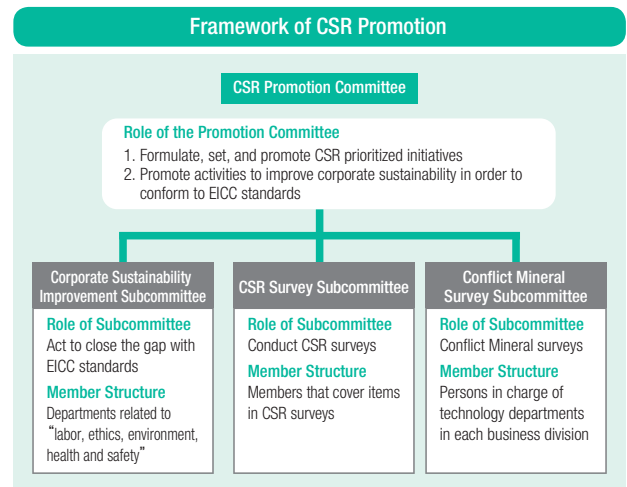 Framework of CSR Promotion
CSR Promotion Committee
Role of the Promotion Committee
1. Formulate, set, and promote CSR prioritized initiatives
2. Promote activities to improve corporate sustainability in order to
conform to EICC standards
Corporate Sustainability
Improvement Subcommittee
Role of Subcommittee
Act to close the gap with
EICC standards
Member Structure
Departments related to
“labor, ethics, environment,
health and safety”
CSR Survey Subcommittee
Role of Subcommittee
Conduct CSR surveys
Member Structure
Members that cover items
in CSR surveys
Conflict Mineral
Survey Subcommittee
Role of Subcommittee
Conflict Mineral surveys
Member Structure
Persons in charge of
technology departments
in each business division